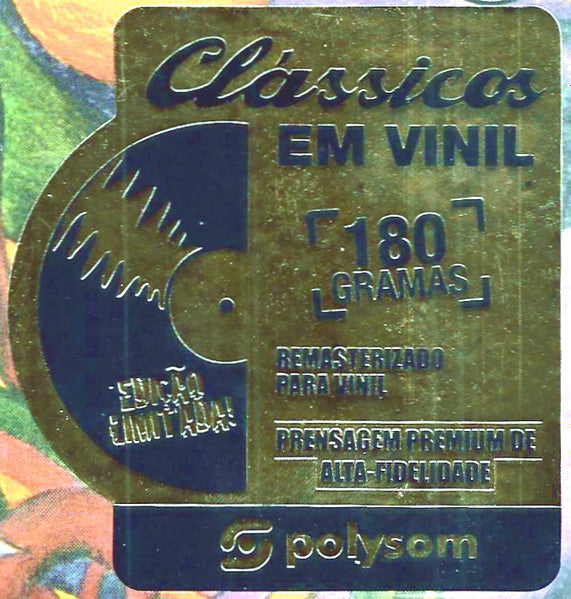 Clássicos
EM VINIL
180
GRAMAS
REMASTERIZADO
PARA VINIL
EDIÇÃO
LIMITADA!
PRENSAGEM PREMIUM DE
ALTA-FIDELIDADE
polysom